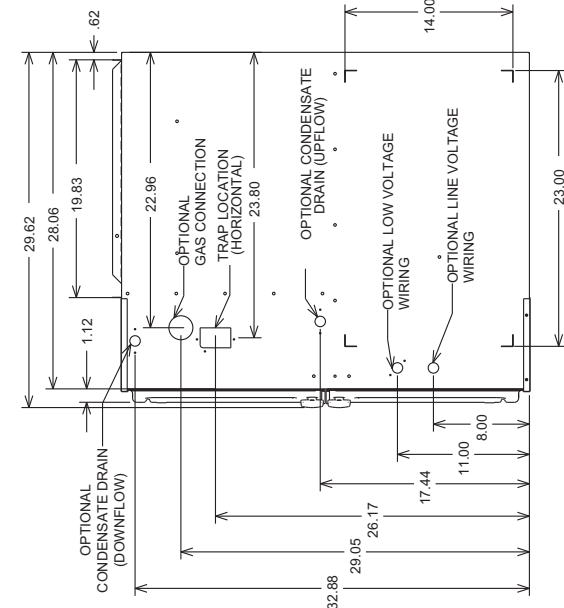 .62
14.00
29.62
28.06
19.83
1.12
22.96
OPTIONAL
GAS CONNECTION
TRAP LOCATION
(HORIZONTAL)
23.80
OPTIONAL CONDENSATE
DRAIN (UPFLOW)
OPTIONAL LOW VOLTAGE
WIRING
OPTIONAL LINE VOLTAGE
WIRING
23.00
OPTIONAL
CONDENSATE DRAIN
(DOWNFLOW)
8.00
11.00
17.44
26.17
29.05
32.88